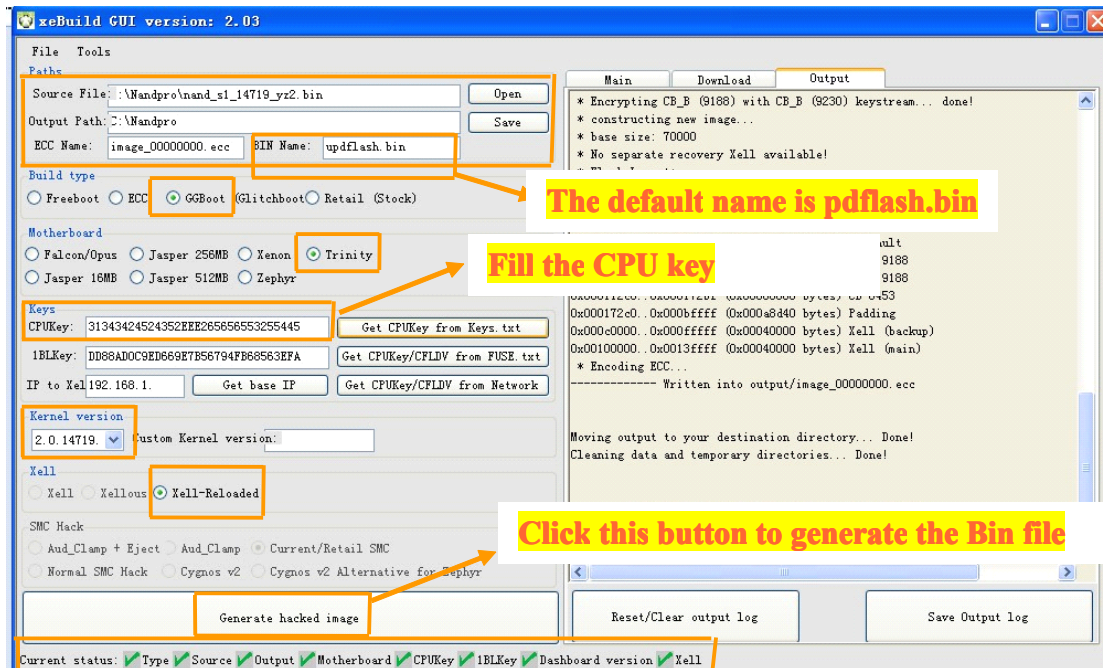 xeBuild GUI version: 2.03
File Tools
Paths
Source File: :\Nandpro\nand_s1_14719_yz2.bin Open
Output Path: C:\Nandpro Save
ECC Name: image_00000000.ecc BIN Name: updflash.bin
Build type
Freeboot ECC GGBoot (Glitchboot Retail (Stock)
Motherboard
Falcon/Opus Jasper 256MB Xenon Trinity
Jasper 16MB Jasper 512MB Zephyr
Keys
CPUKey: 31343424524352EEE265656553255445 Get CPUKey from Keys.txt
1BLKey: DD88AD0C9ED669E7B56794FB68563EFA Get CPUKey/CFLDV from FUSE.txt
IP to Xel 192.168.1. Get base IP Get CPUKey/CFLDV from Network
Kernel version
2.0.14719. Custom Kernel version:
Xell
Xell Xellous Xell-Reloaded
SMC Hack
Aud_Clamp + Eject Aud_Clamp Current/Retail SMC
Normal SMC Hack Cygnos v2 Cygnos v2 Alternative for Zephyr
Generate hacked image
Main Download Output
* Encrypting CB_B (9188) with CB_B (9230) keystream... done!
* constructing new image...
* base size: 70000
* No separate recovery Xell available!
The default name is pdflash.bin
ult
9188
Fill the CPU key
9188
0x000172c0..0x000bffff (0x000a8d40 bytes) Padding
0x000c0000..0x000fffff (0x00040000 bytes) Xell (backup)
0x00100000..0x0013ffff (0x00040000 bytes) Xell (main)
* Encoding ECC...
------------- Written into output/image_00000000.ecc
Moving output to your destination directory... Done!
Cleaning data and temporary directories... Done!
Click this button to generate the Bin file
Reset/Clear output log Save Output log
Current status: Type Source Output Motherboard CPUKey 1BLKey Dashboard version Xell